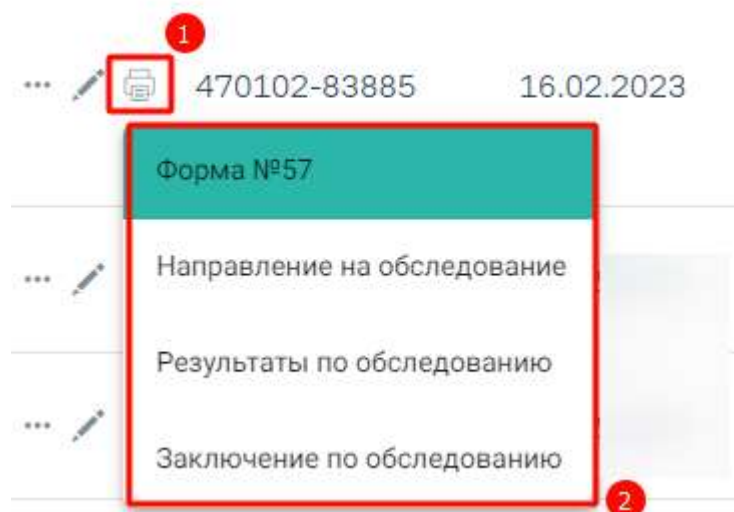 1
470102-83885 16.02.2023
Форма №57
Направление на обследование
Результаты по обследованию
Заключение по обследованию
2